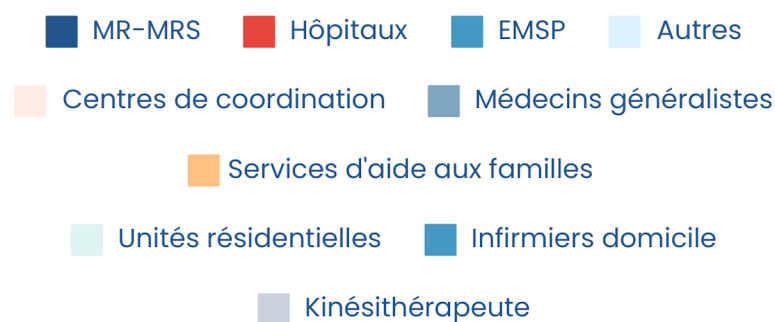 MR-MRS Hôpitaux EMSP Autres
Centres de coordination Médecins généralistes
Services d'aide aux familles
Unités résidentielles Infirmiers domicile
Kinésithérapeute